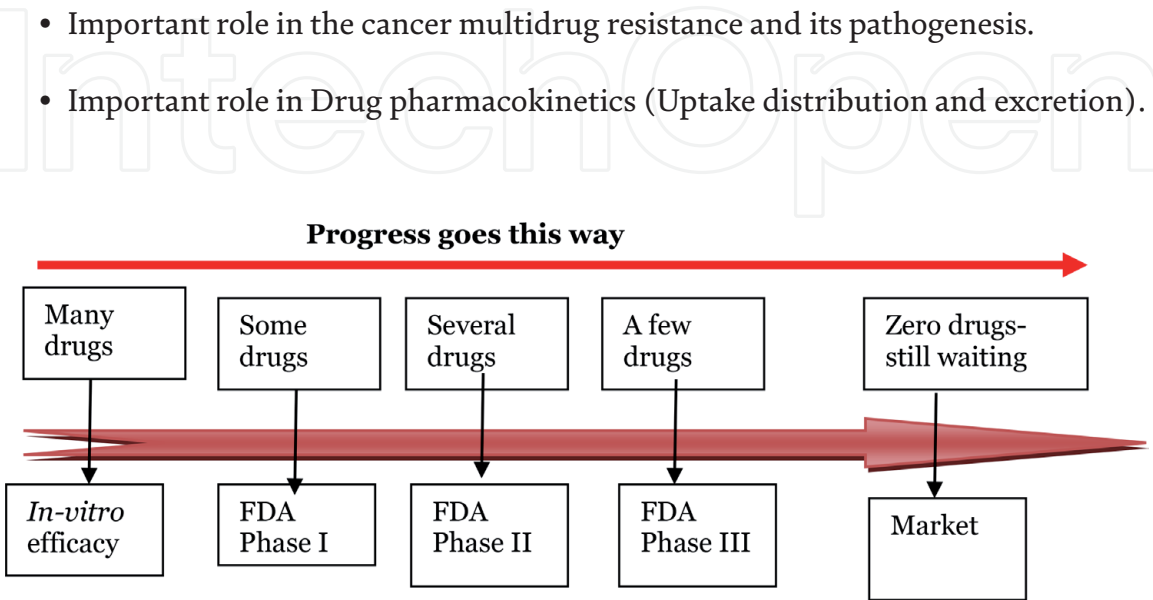 • Important role in the cancer multidrug resistance and its pathogenesis.
• Important role in Drug pharmacokinetics (Uptake distribution and excretion).
IntechOpen
Progress goes this way
Many
drugs
Some
drugs
Several
drugs
A few
drugs
Zero drugs-
still waiting
In-vitro
efficacy
FDA
Phase I
FDA
Phase II
FDA
Phase III
Market